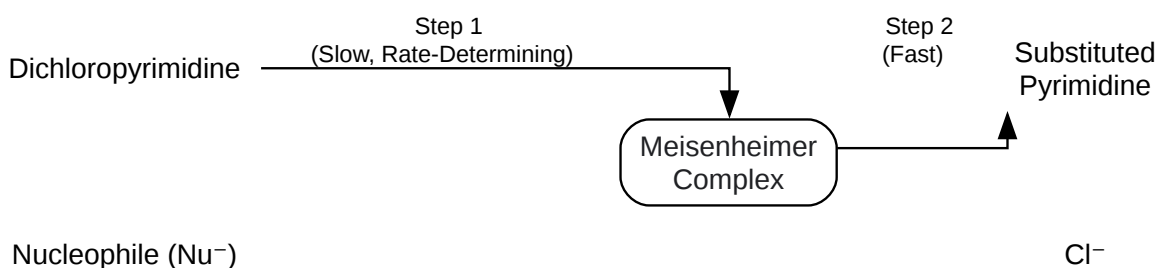 Step 1
(Slow, Rate-Determining)
Step 2
(Fast)
Dichloropyrimidine
Substituted
Pyrimidine
Meisenheimer
Complex
Nucleophile (Nu⁻)
Cl⁻